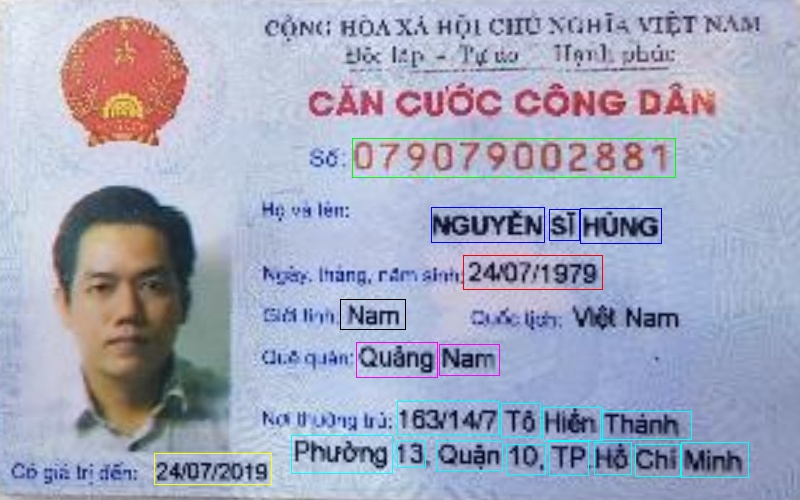 CỘNG HÒA XÃ HỘI CHỦ NGHĨA VIỆT NAM
Độc lập - Tự do Hạnh phúc
CĂN CƯỚC CÔNG DÂN
Số: 079079002881
Họ và tên:
NGUYỄN SĨ HÙNG
Ngày, tháng, năm sinh: 24/07/1979
Giới tính: Nam Quốc tịch: Việt Nam
Quê quán: Quảng Nam
Nơi thường trú: 163/14/7 Tô Hiến Thành
Phường 13, Quận 10, TP.Hồ Chí Minh
Có giá trị đến: 24/07/2019